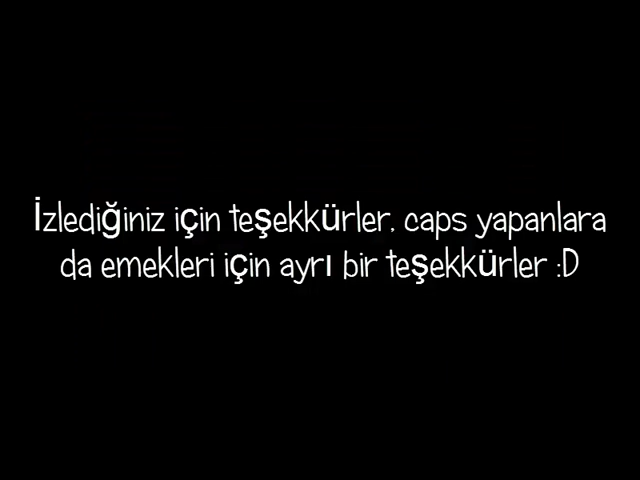 İzlediğiniz için teşekkürler, caps yapanlara
da emekleri için ayrı bir teşekkürler :D